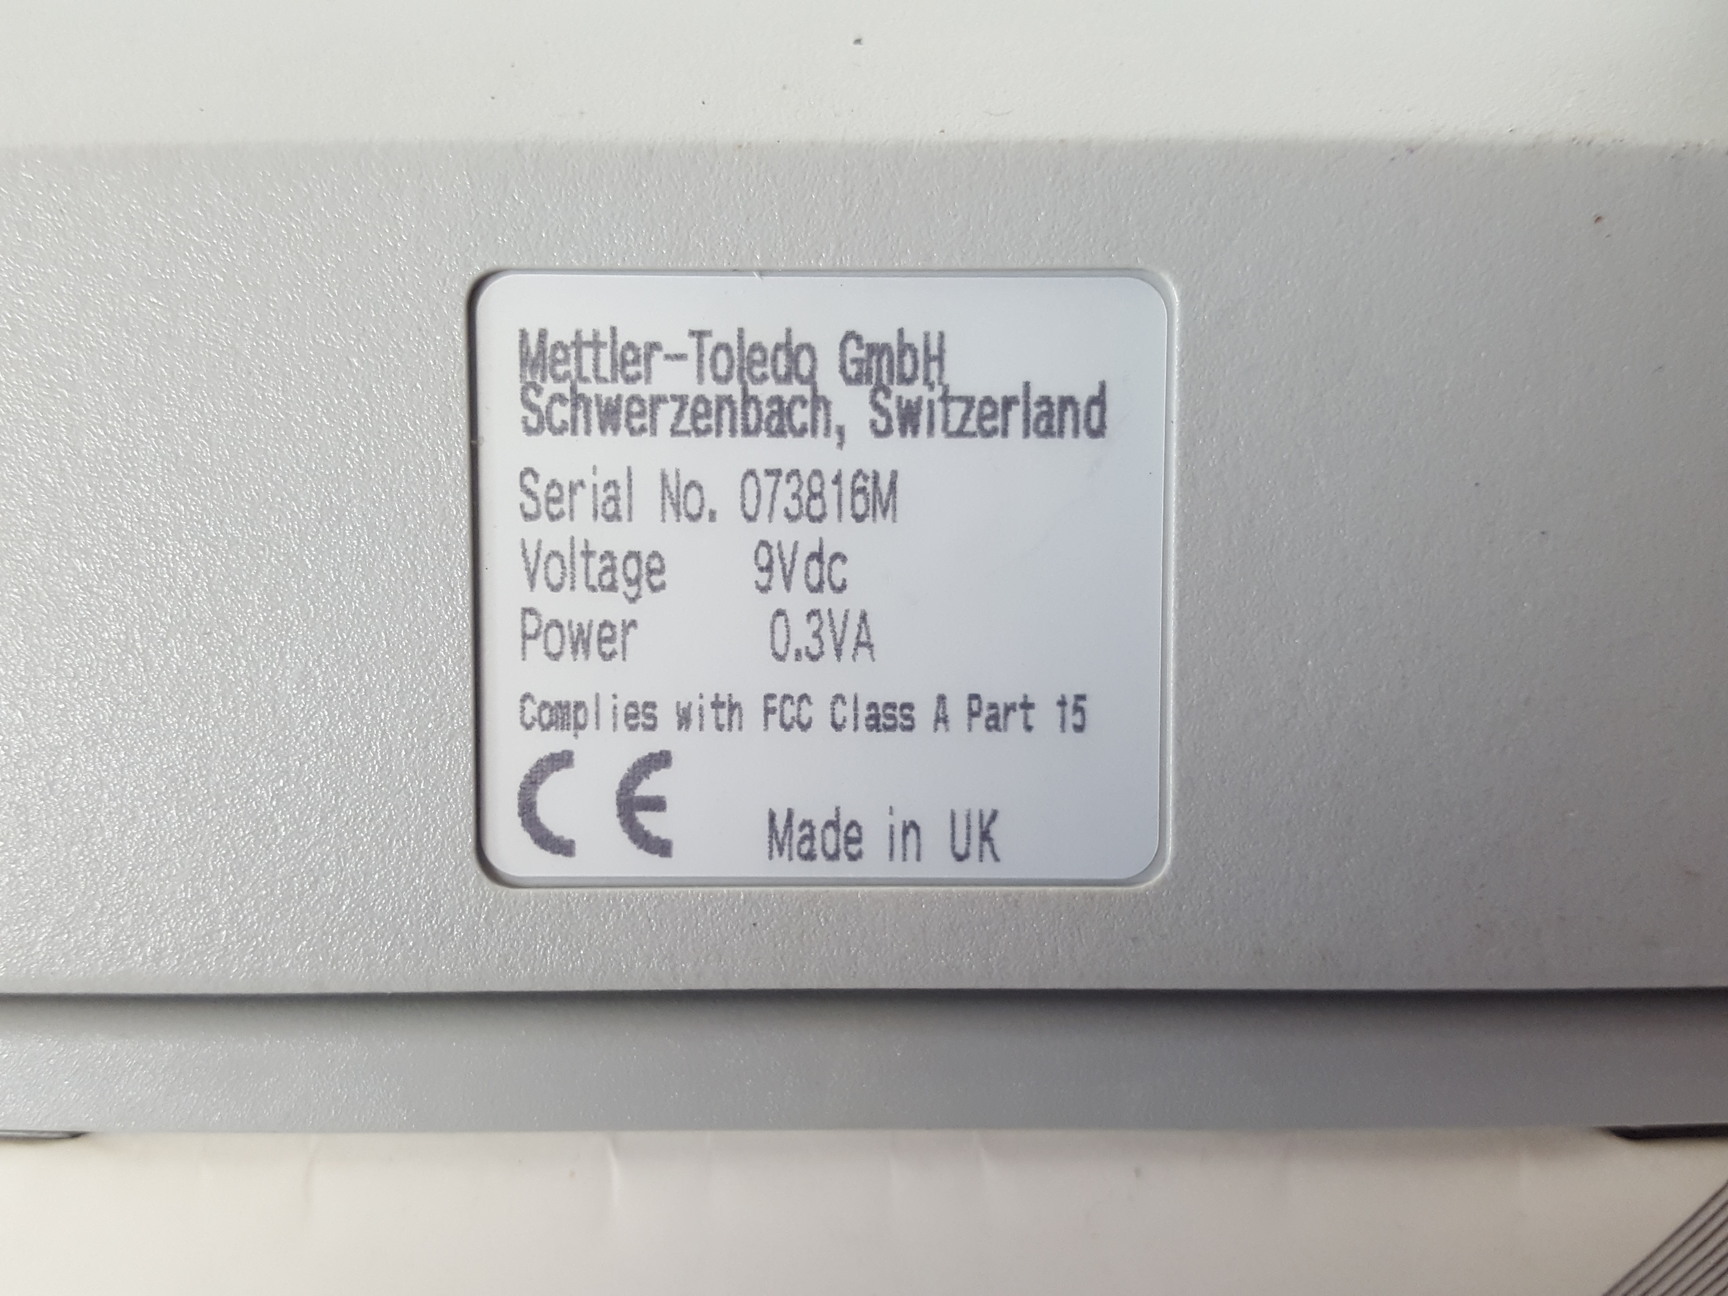 Mettler-Toledo GmbH
Schwerzenbach, Switzerland
Serial No. 073816M
Voltage 9Vdc
Power 0.3VA
Complies with FCC Class A Part 15
CE Made in UK